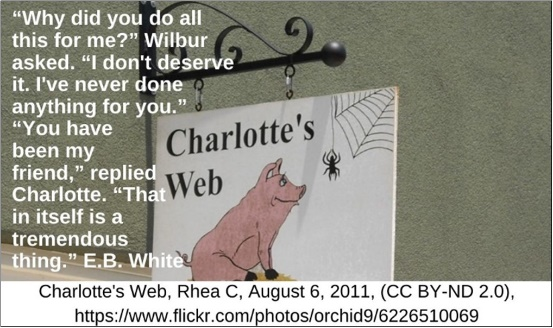 “Why did you do all
this for me?” Wilbur
asked. “I don't deserve
it. I've never done
anything for you.”
“You have
been my
friend,” replied
Charlotte. “That
in itself is a
tremendous
thing.” E.B. White
Charlotte's
Web
Charlotte's Web, Rhea C, August 6, 2011, (CC BY-ND 2.0),
https://www.flickr.com/photos/orchid9/6226510069